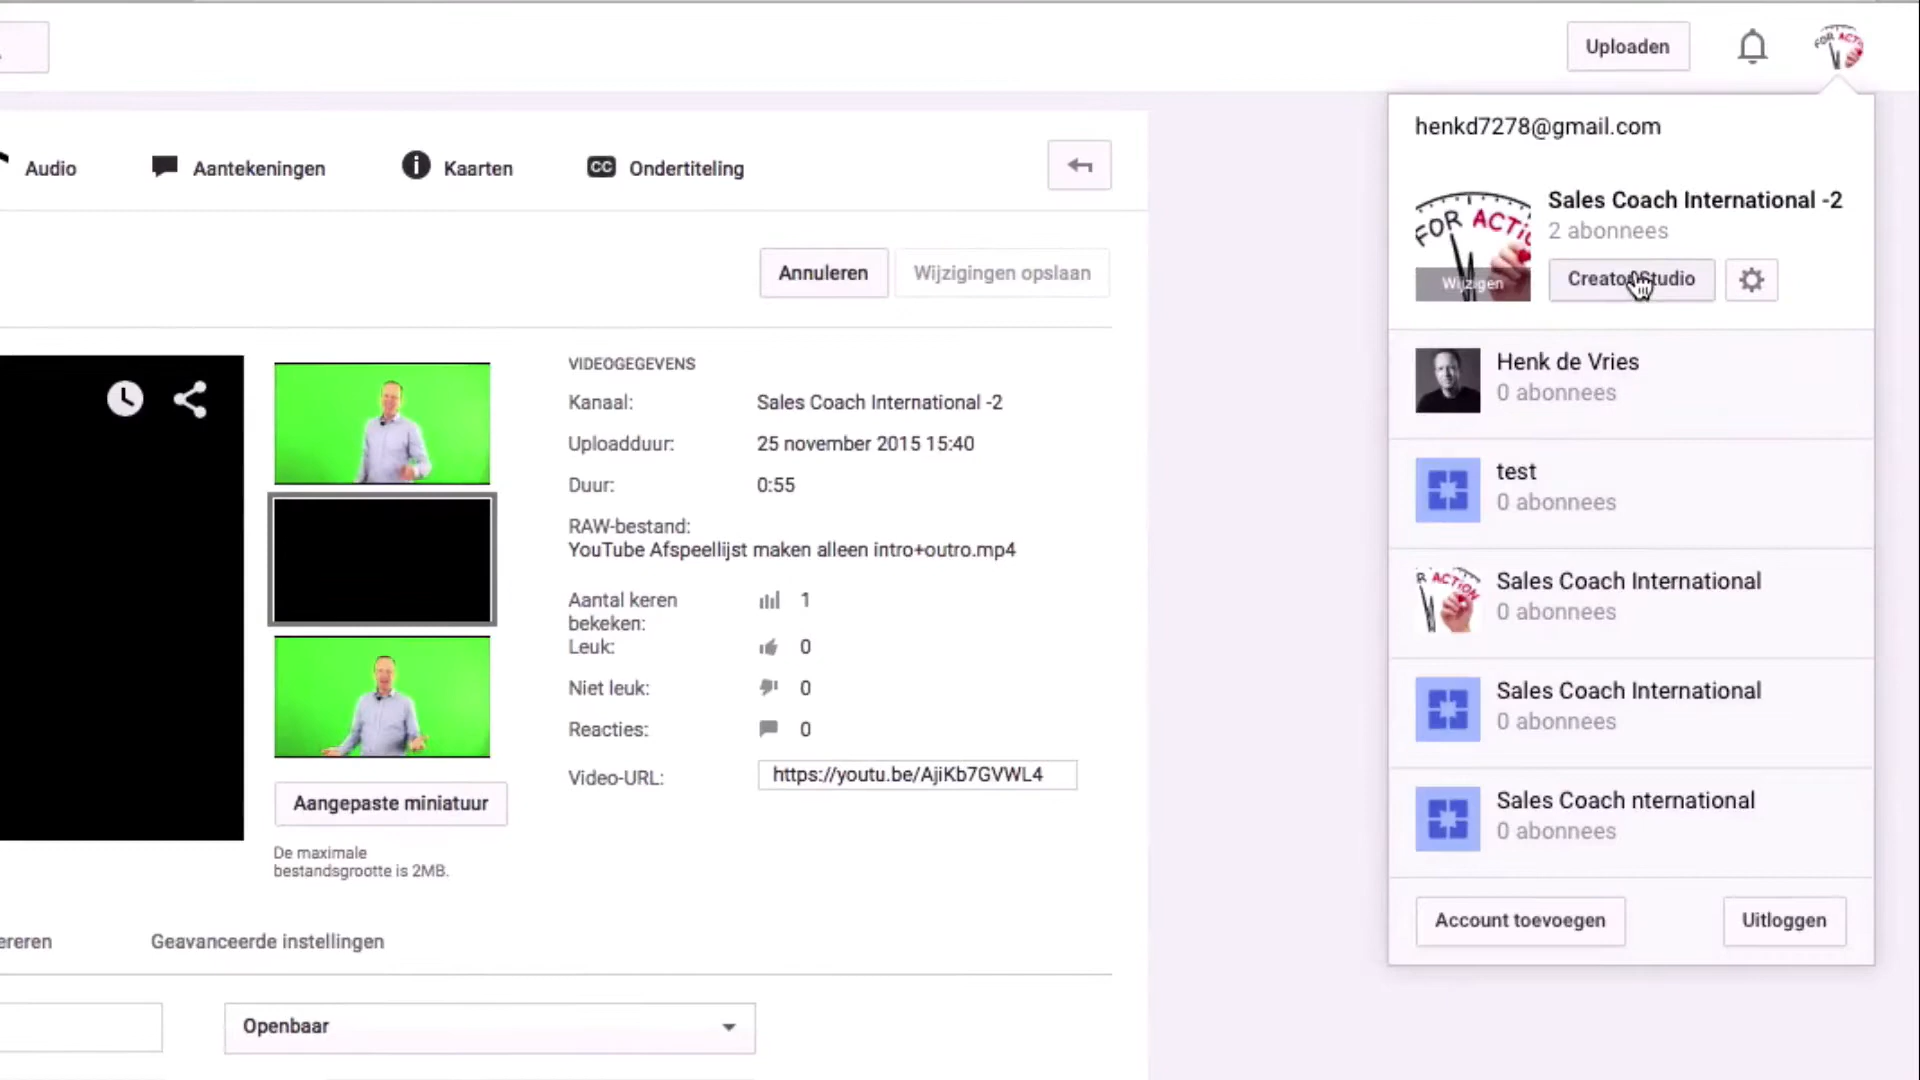 Uploaden
FOR ACTi
henkd7278@gmail.com
Audio
Aantekeningen
Kaarten
CC Ondertiteling
Sales Coach International -2
2 abonnees
FOR ACTi
Wijzigen
Creator Studio
Annuleren
Wijzigingen opslaan
VIDEOGEGEVENS
Kanaal: Sales Coach International -2
Uploadduur: 25 november 2015 15:40
Duur: 0:55
RAW-bestand:
YouTube Afspeellijst maken alleen intro+outro.mp4
Aantal keren
bekeken: 1
Leuk: 0
Niet leuk: 0
Reacties: 0
Video-URL: https://youtu.be/AjiKb7GVWL4
Aangepaste miniatuur
De maximale
bestandsgrootte is 2MB.
ereren
Geavanceerde instellingen
Openbaar
Henk de Vries
0 abonnees
test
0 abonnees
R ACTiON
Sales Coach International
0 abonnees
Sales Coach International
0 abonnees
Sales Coach nternational
0 abonnees
Account toevoegen
Uitloggen